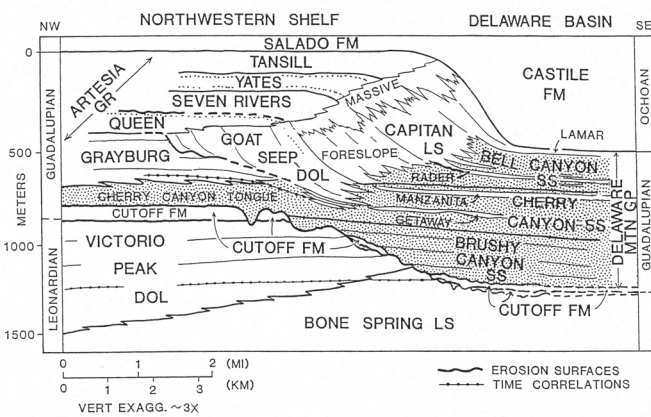 NORTHWESTERN SHELF
DELAWARE BASIN
NW
SE
0
500
1000
1500
METERS
GUADALUPIAN
LEONARDIAN
OCHOAN
GUADALUPIAN
SALADO FM
TANSILL
YATES
SEVEN RIVERS
ARTESIA
GR
QUEEN
GRAYBURG
GOAT
SEEP
DOL
MASSIVE
FORESLOPE
CAPITAN
LS
CASTILE
FM
LAMAR
BELL CANYON
SS
RADER
MANZANITA
CHERRY
CANYON SS
GETAWAY
BRUSHY
CANYON
SS
DELAWARE
MTN GP
CHERRY CANYON TONGUE
CUTOFF FM
CUTOFF FM
CUTOFF FM
VICTORIO
PEAK
DOL
BONE SPRING LS
0 1 2 (MI)
0 1 2 3 (KM)
VERT EXAGG. ~3X
EROSION SURFACES
TIME CORRELATIONS